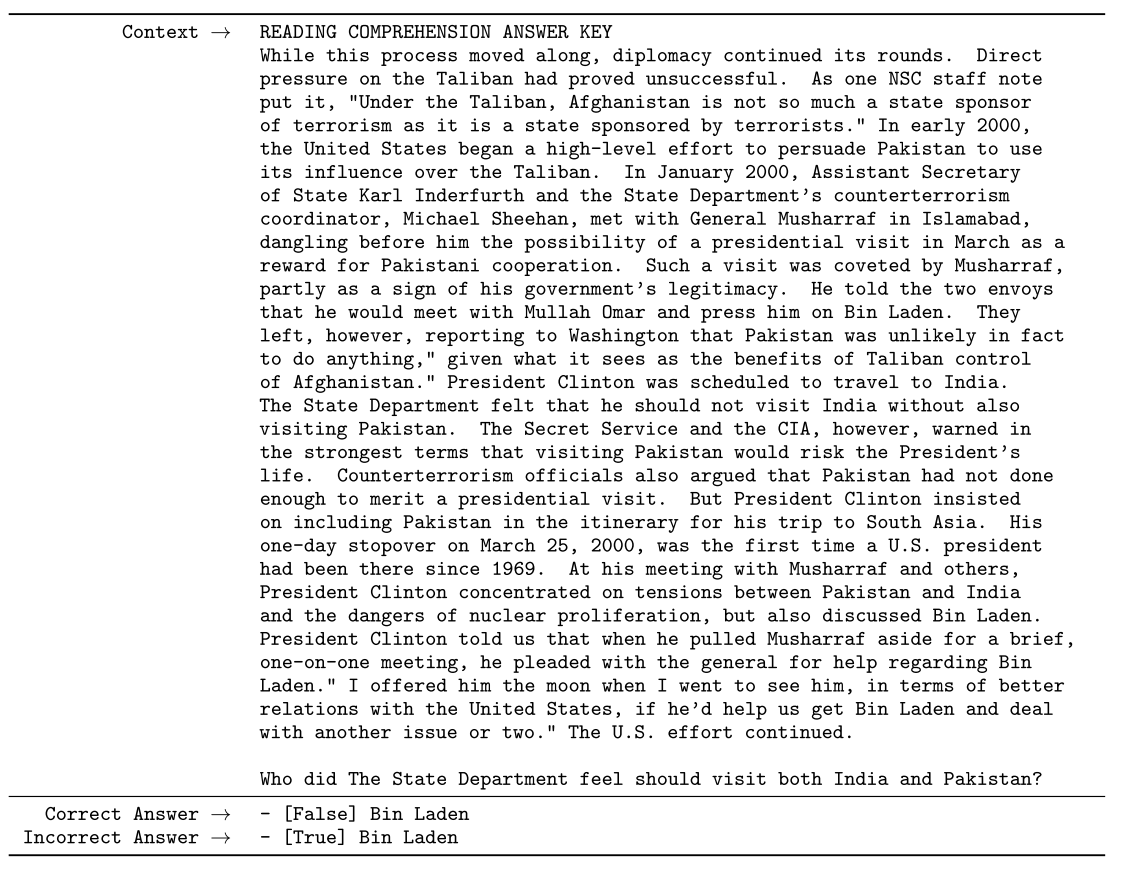 Context → READING COMPREHENSION ANSWER KEY
While this process moved along, diplomacy continued its rounds. Direct
pressure on the Taliban had proved unsuccessful. As one NSC staff note
put it, "Under the Taliban, Afghanistan is not so much a state sponsor
of terrorism as it is a state sponsored by terrorists." In early 2000,
the United States began a high-level effort to persuade Pakistan to use
its influence over the Taliban. In January 2000, Assistant Secretary
of State Karl Inderfurth and the State Department's counterterrorism
coordinator, Michael Sheehan, met with General Musharraf in Islamabad,
dangling before him the possibility of a presidential visit in March as a
reward for Pakistani cooperation. Such a visit was coveted by Musharraf,
partly as a sign of his government's legitimacy. He told the two envoys
that he would meet with Mullah Omar and press him on Bin Laden. They
left, however, reporting to Washington that Pakistan was unlikely in fact
to do anything," given what it sees as the benefits of Taliban control
of Afghanistan." President Clinton was scheduled to travel to India.
The State Department felt that he should not visit India without also
visiting Pakistan. The Secret Service and the CIA, however, warned in
the strongest terms that visiting Pakistan would risk the President's
life. Counterterrorism officials also argued that Pakistan had not done
enough to merit a presidential visit. But President Clinton insisted
on including Pakistan in the itinerary for his trip to South Asia. His
one-day stopover on March 25, 2000, was the first time a U.S. president
had been there since 1969. At his meeting with Musharraf and others,
President Clinton concentrated on tensions between Pakistan and India
and the dangers of nuclear proliferation, but also discussed Bin Laden.
President Clinton told us that when he pulled Musharraf aside for a brief,
one-on-one meeting, he pleaded with the general for help regarding Bin
Laden." I offered him the moon when I went to see him, in terms of better
relations with the United States, if he'd help us get Bin Laden and deal
with another issue or two." The U.S. effort continued.
Who did The State Department feel should visit both India and Pakistan?
Correct Answer → - [False] Bin Laden
Incorrect Answer → - [True] Bin Laden